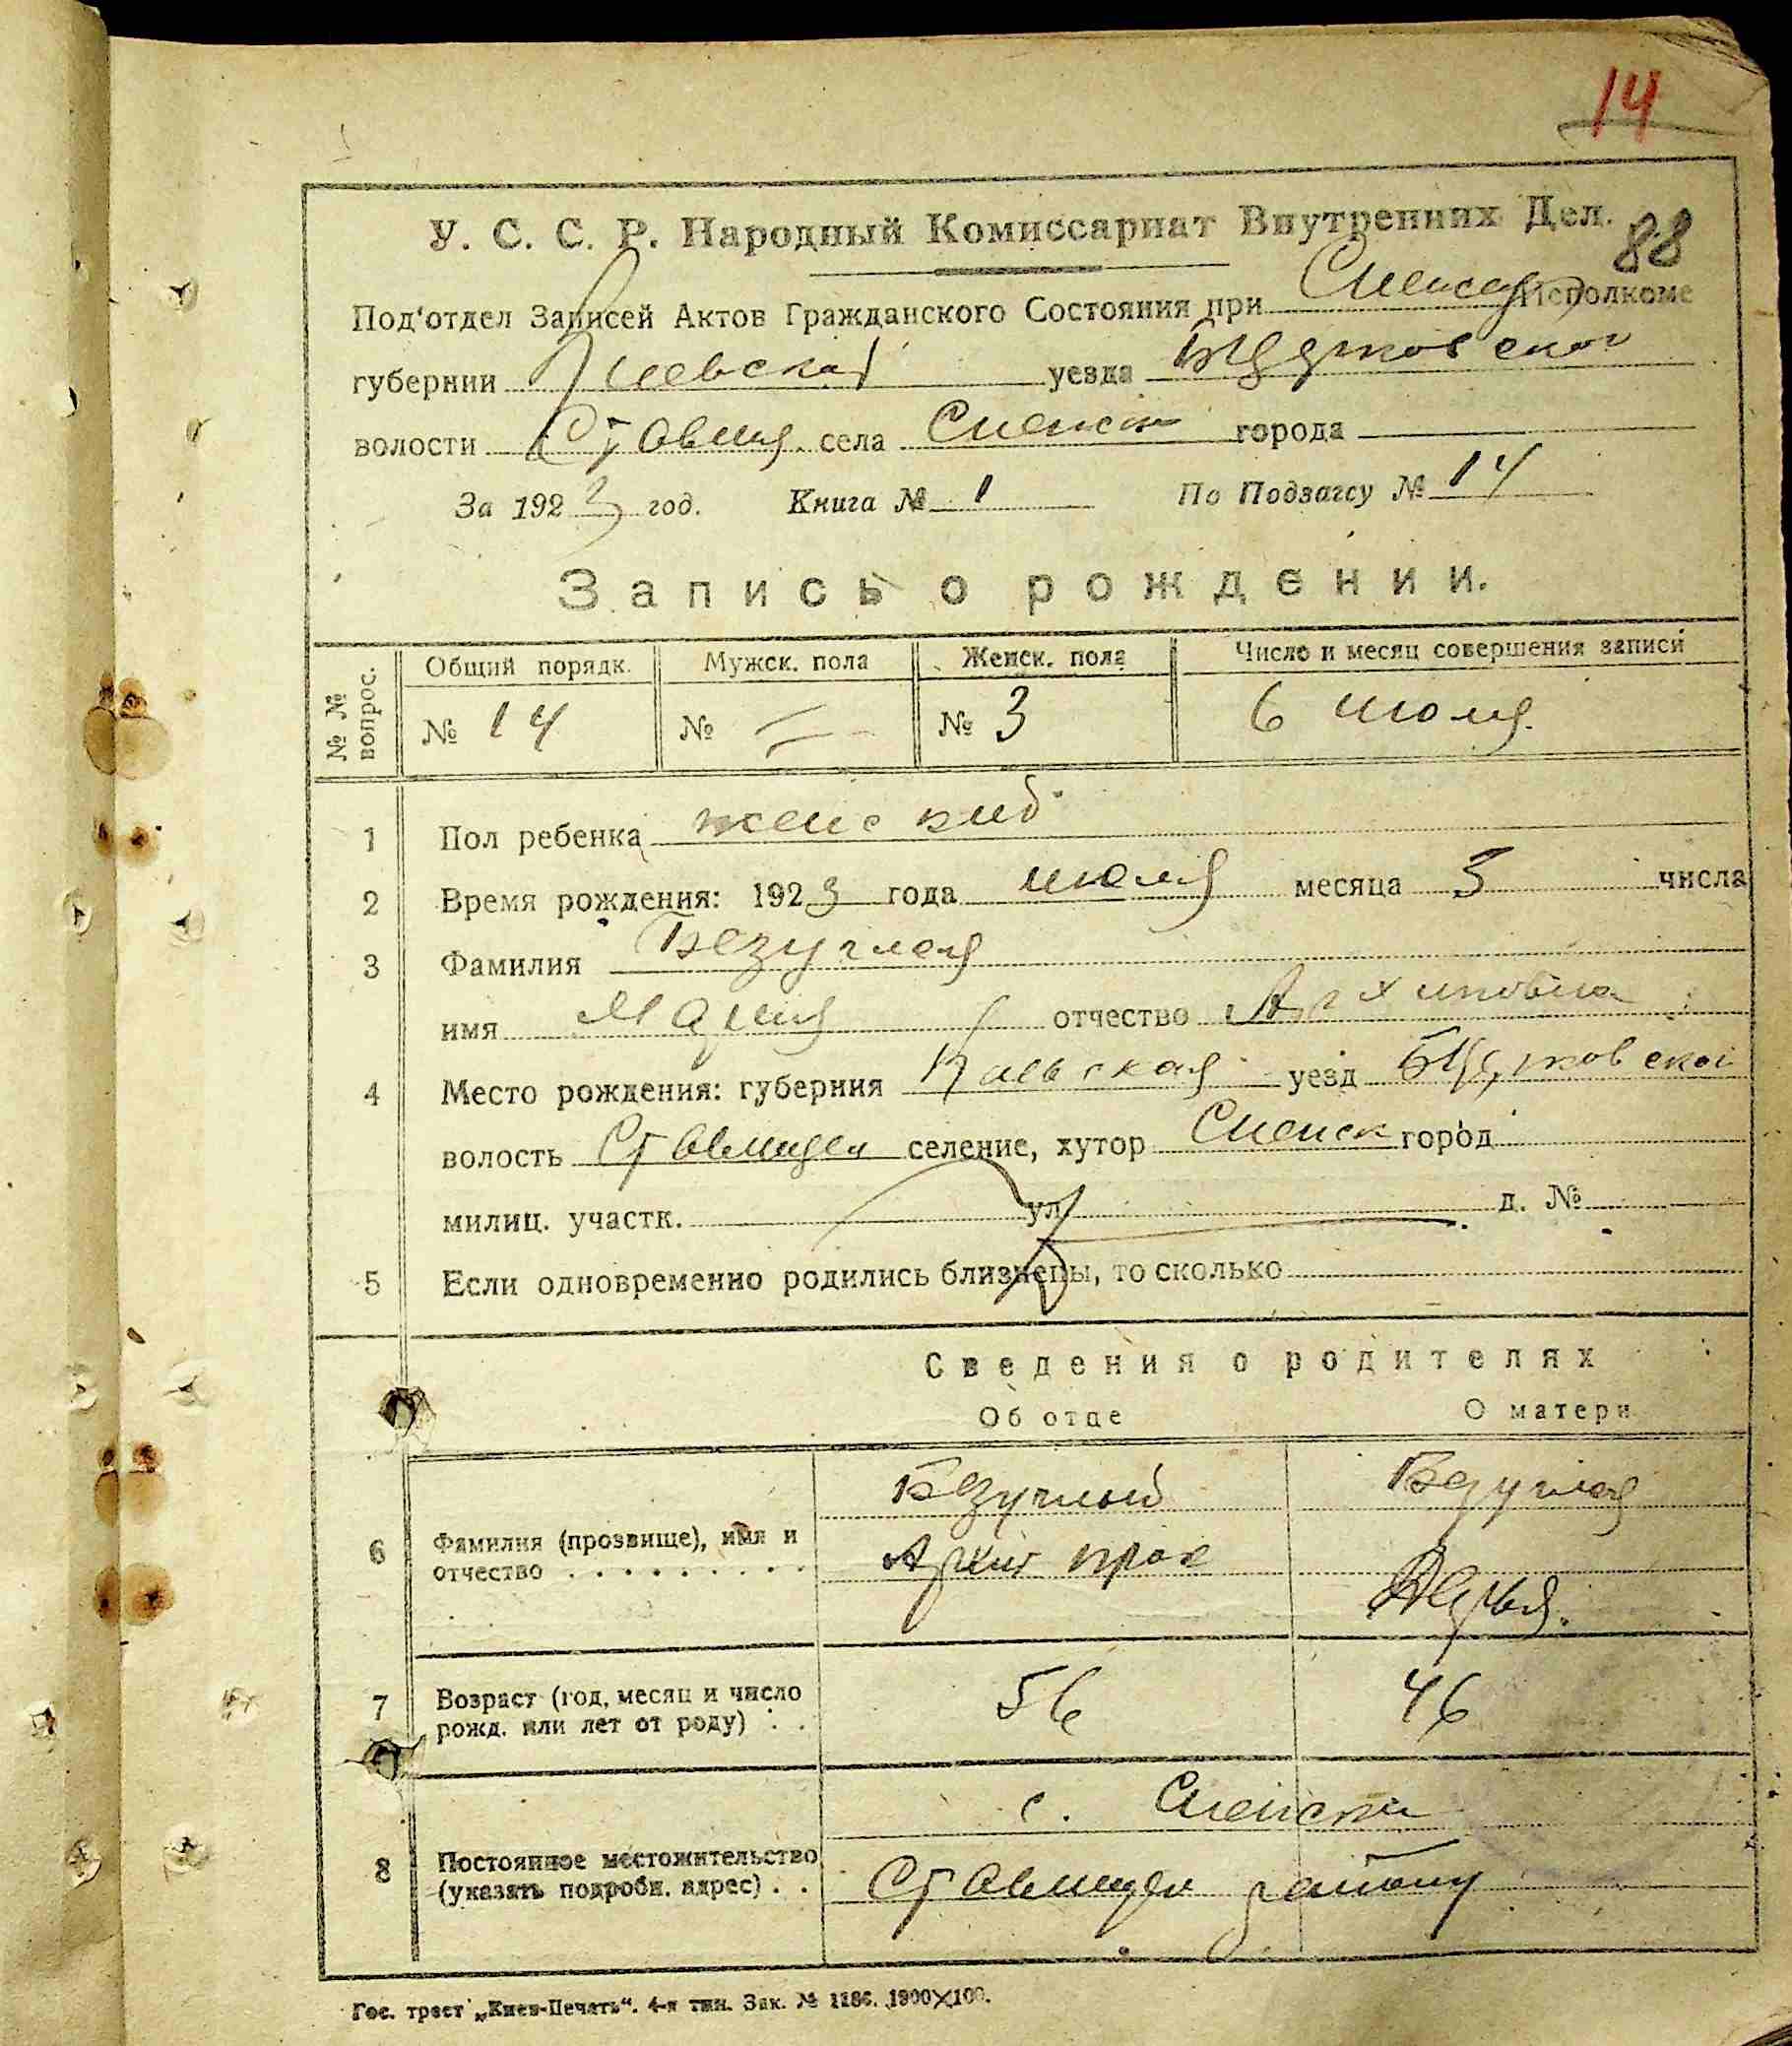 14
У. С. С. Р. Народный Комиссариат Внутренних Дел.
88
Под'отдел Записей Актов Гражданского Состояния при Исполкоме
губернии Киевской уезда
волости села города
За 1923 год. Книга № 1 По Подзагсу № 14
Запись о рождении.
№ № вопрос. Общий порядк. Мужск. пола Женск. пола Число и месяц совершения записи
№ 14 № — № 3 6 июля
1 Пол ребенка женский
2 Время рождения: 1923 года июля месяца 3 числа
3 Фамилия Безуглая
имя Мария отчество Архиповна
4 Место рождения: губерния Киевская уезд Б Церковский
волость селение, хутор город
милиц. участк. ул. д. №
5 Если одновременно родились близнецы, то сколько
Сведения о родителях
Об отце О матери
Безуглый Безуглая
6 Фамилия (прозвище), имя и
отчество . . . . . . . . . Архип
Дарья.
7 Возраст (год, месяц и число
рожд. или лет от роду) . . 56 46
с.
8 Постоянное местожительство
(указать подробн. адрес) . . району
Гос. трест „Киев-Печать". 4-я тип. Зак. № 1186. 1900×100.